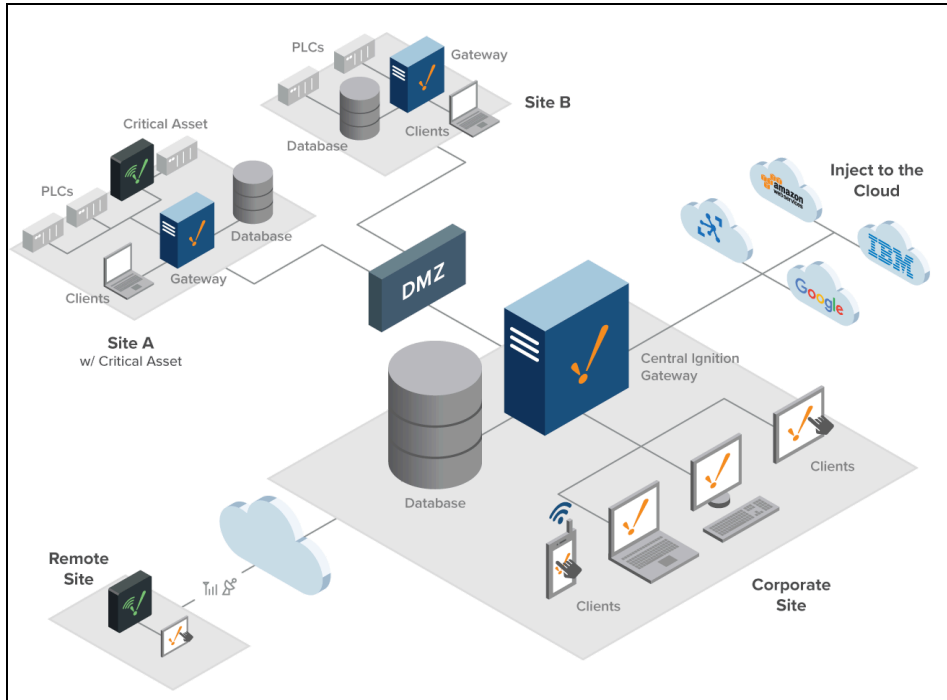 PLCs
Gateway
Site B
Database
Clients
Critical Asset
PLCs
Database
Gateway
Clients
Site A
w/ Critical Asset
DMZ
Inject to the
Cloud
amazon
web services
IBM
Google
Central Ignition
Gateway
Database
Clients
Clients
Corporate
Site
Remote
Site